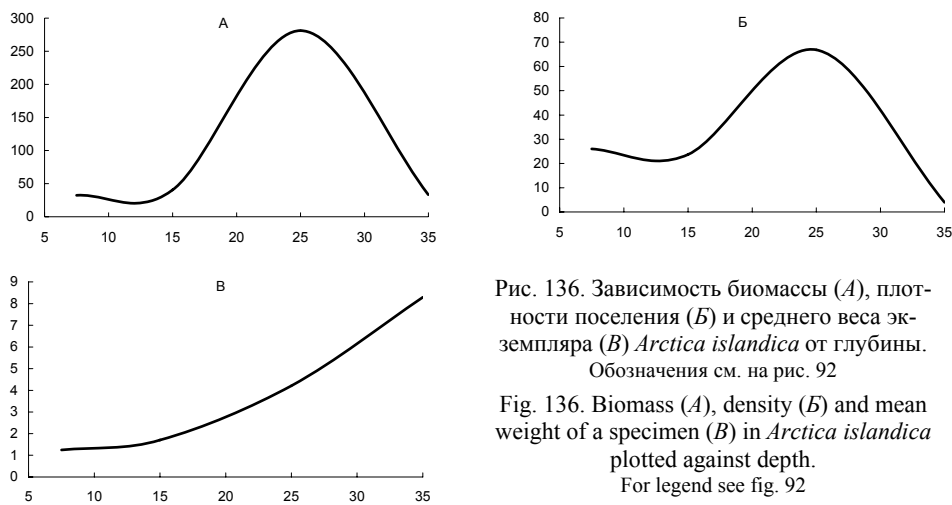 А
300
250
200
150
100
50
0
5 10 15 20 25 30 35
Б
80
70
60
50
40
30
20
10
0
5 10 15 20 25 30 35
В
9
8
7
6
5
4
3
2
1
0
5 10 15 20 25 30 35
Рис. 136. Зависимость биомассы (А), плот-
ности поселения (Б) и среднего веса эк-
земпляра (В) Arctica islandica от глубины.
Обозначения см. на рис. 92
Fig. 136. Biomass (А), density (Б) and mean
weight of a specimen (В) in Arctica islandica
plotted against depth.
For legend see fig. 92